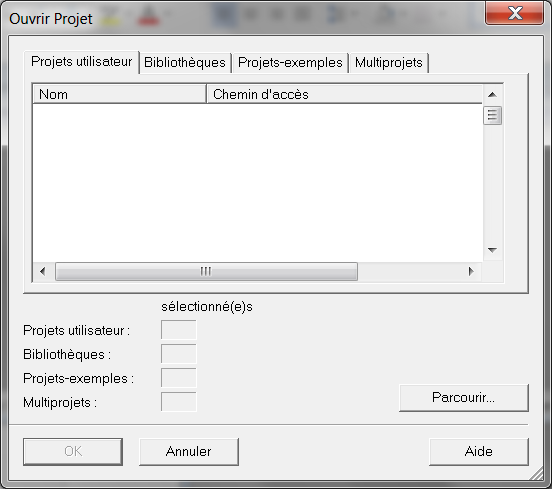 Ouvrir Projet
Projets utilisateur Bibliothèques Projets-exemples Multiprojets
Nom Chemin d'accès
sélectionné(e)s
Projets utilisateur :
Bibliothèques :
Projets-exemples :
Multiprojets :
Parcourir...
OK Annuler Aide